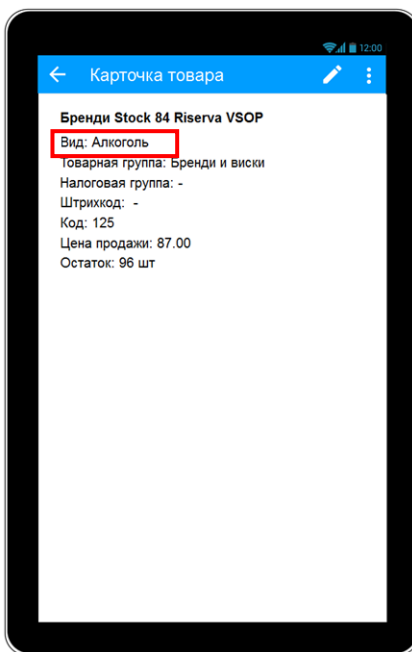 12:00
Карточка товара
Бренди Stock 84 Riserva VSOP
Вид: Алкоголь
Товарная группа: Бренди и виски
Налоговая группа: -
Штрихкод: -
Код: 125
Цена продажи: 87.00
Остаток: 96 шт